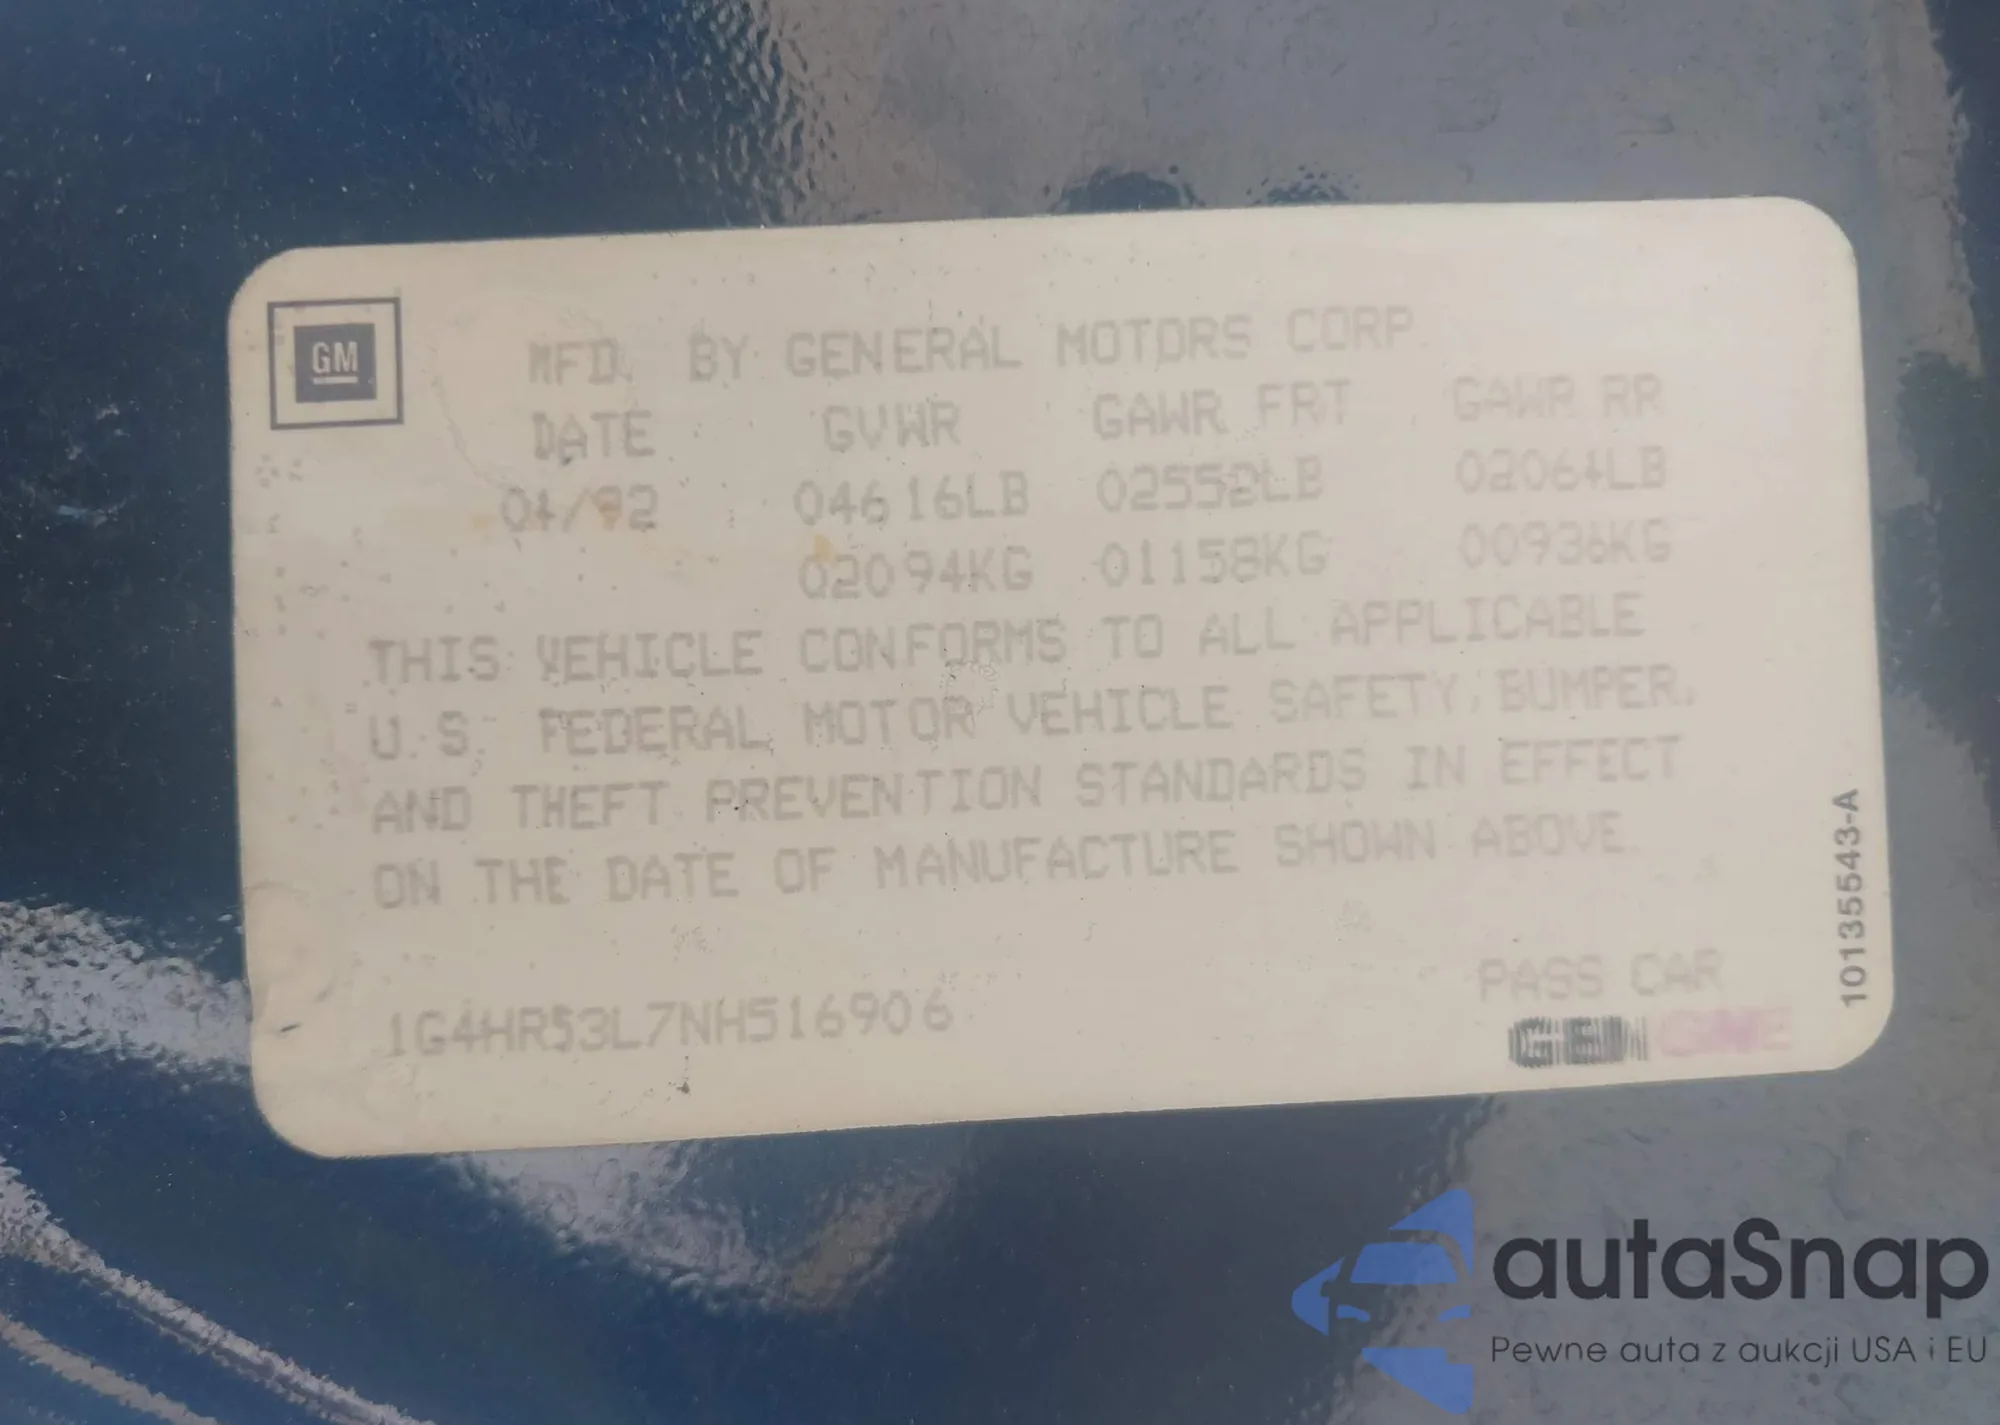 GM
MFD. BY GENERAL MOTORS CORP.
DATE GVWR GAWR FRT GAWR RR
04/92 04616LB 02552LB 02064LB
02094KG 01158KG 00936KG
THIS VEHICLE CONFORMS TO ALL APPLICABLE
U.S. FEDERAL MOTOR VEHICLE SAFETY, BUMPER,
AND THEFT PREVENTION STANDARDS IN EFFECT
ON THE DATE OF MANUFACTURE SHOWN ABOVE.
1G4HR53L7NH516906
PASS CAR
10135543-A
autaSnap
Pewne auta z aukcji USA i EU